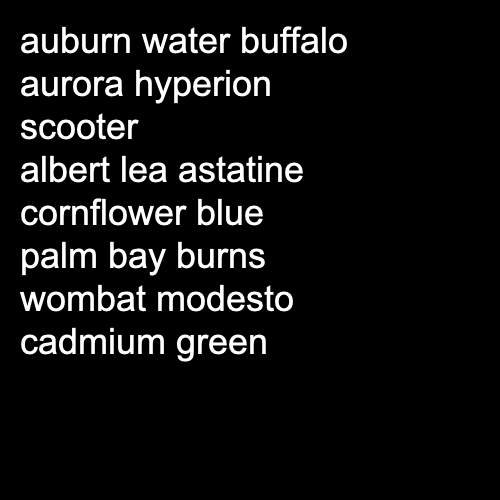 auburn water buffalo
aurora hyperion
scooter
albert lea astatine
cornflower blue
palm bay burns
wombat modesto
cadmium green